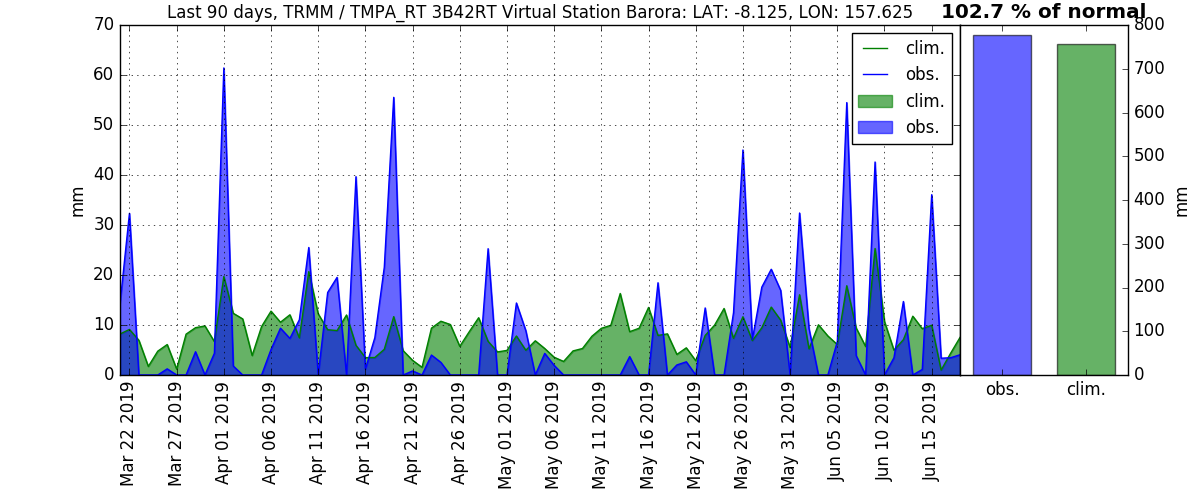 Last 90 days, TRMM / TMPA_RT 3B42RT Virtual Station Barora: LAT: -8.125, LON: 157.625
102.7 % of normal
70
60
50
40
30
20
10
0
mm
clim.
obs.
clim.
obs.
800
700
600
500
400
300
200
100
0
mm
obs.
clim.
Mar 22 2019
Mar 27 2019
Apr 01 2019
Apr 06 2019
Apr 11 2019
Apr 16 2019
Apr 21 2019
Apr 26 2019
May 01 2019
May 06 2019
May 11 2019
May 16 2019
May 21 2019
May 26 2019
May 31 2019
Jun 05 2019
Jun 10 2019
Jun 15 2019